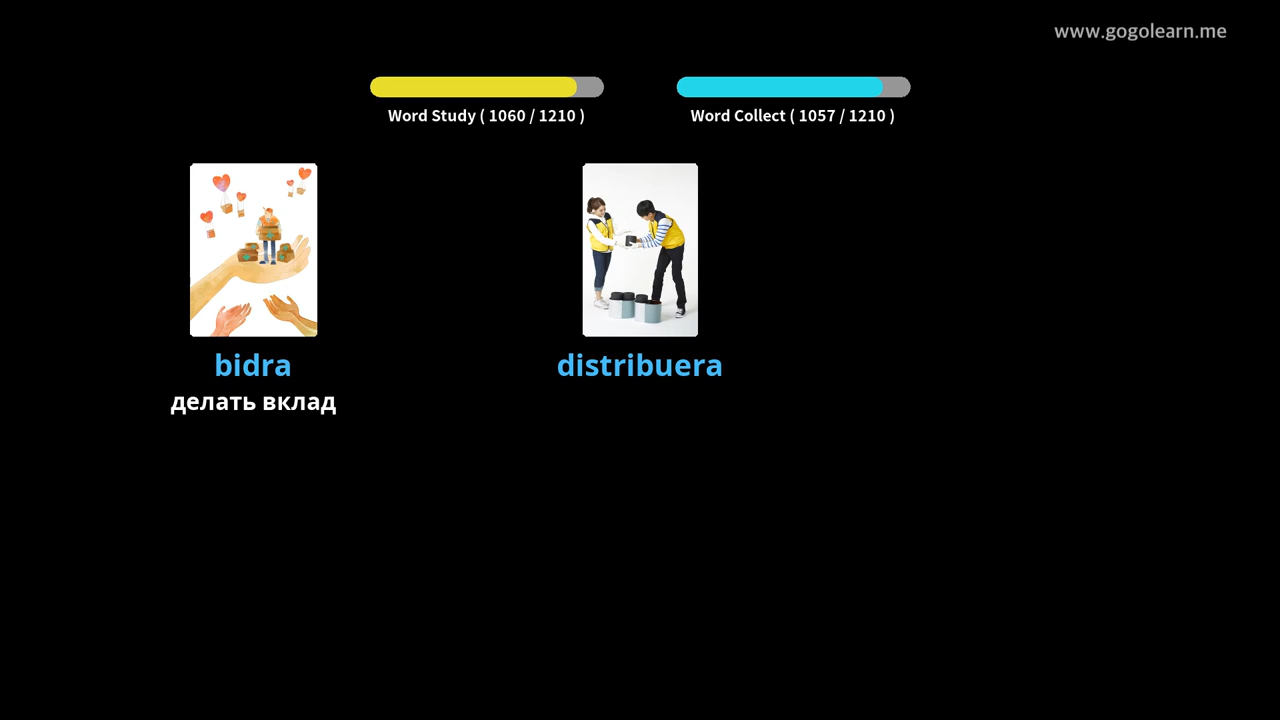 www.gogolearn.me
Word Study ( 1060 / 1210 )
Word Collect ( 1057 / 1210 )
bidra
distribuera
делать вклад